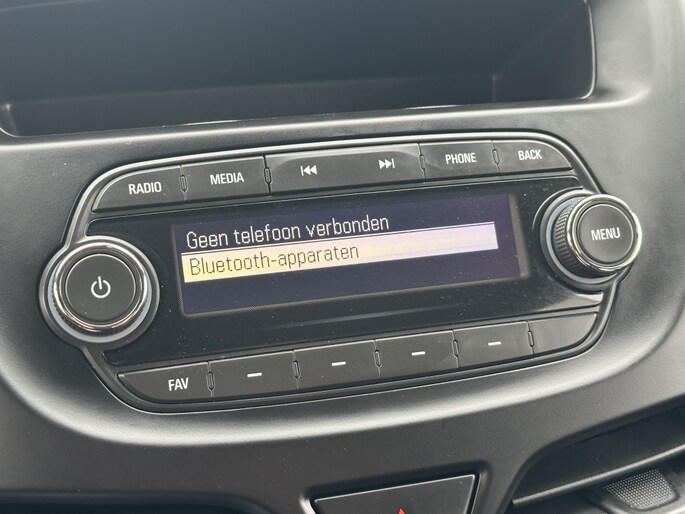 RADIO MEDIA PHONE BACK
Geen telefoon verbonden
Bluetooth-apparaten
MENU
FAV